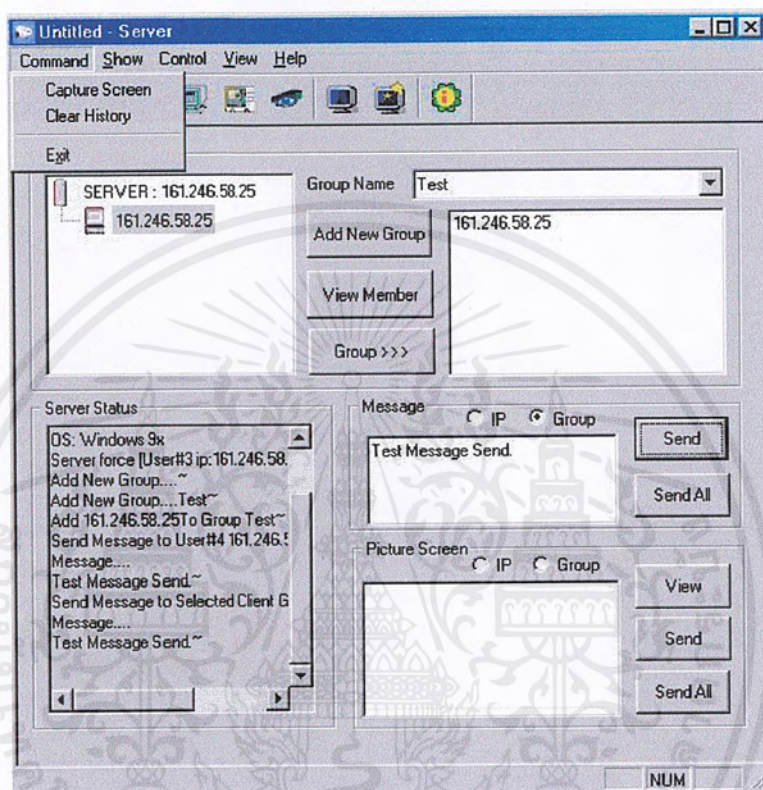 Untitled - Server
Command Show Control View Help
Capture Screen
Clear History
Exit
SERVER : 161.246.58.25
161.246.58.25
Group Name
Test
Add New Group
View Member
Group >>>
161.246.58.25
Server Status
OS: Windows 9x
Server force [User#3 ip:161.246.58.
Add New Group....~
Add New Group....Test~
Add 161.246.58.25To Group Test~
Send Message to User#4 161.246.5
Message....
Test Message Send.~
Send Message to Selected Client G
Message....
Test Message Send.~
Message
IP Group
Test Message Send.
Send
Send All
Picture Screen
IP Group
View
Send
Send All
NUM